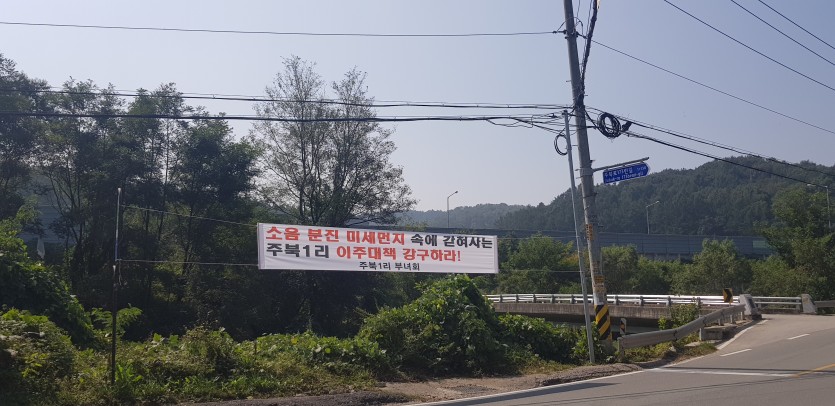 소음 분진 미세먼지 속에 갇혀사는
주북1리 이주대책 강구하라!
주북1리 부녀회